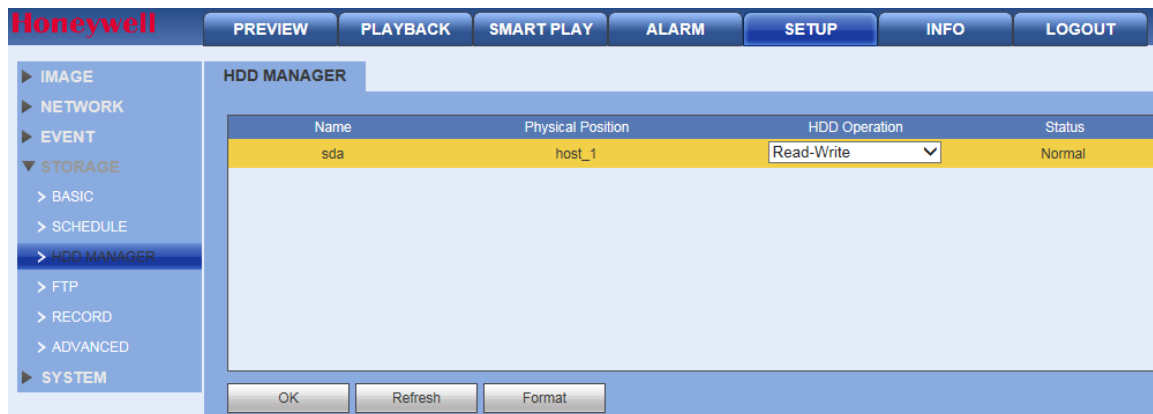 Honeywell
PREVIEW PLAYBACK SMART PLAY ALARM SETUP INFO LOGOUT
IMAGE
NETWORK
EVENT
STORAGE
> BASIC
> SCHEDULE
> HDD MANAGER
> FTP
> RECORD
> ADVANCED
SYSTEM
HDD MANAGER
Name Physical Position HDD Operation Status
sda host_1 Read-Write Normal
OK Refresh Format